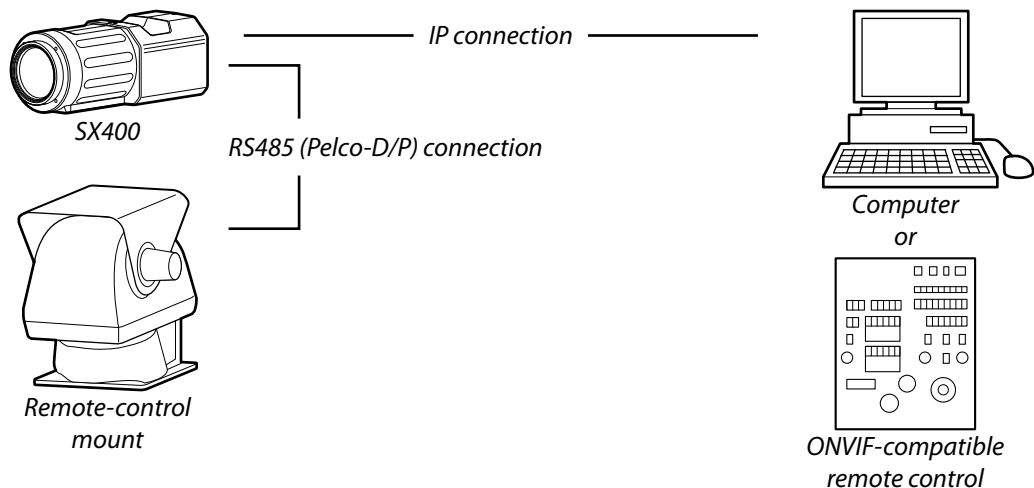 IP connection
SX400
RS485 (Pelco-D/P) connection
Remote-control
mount
Computer
or
ONVIF-compatible
remote control